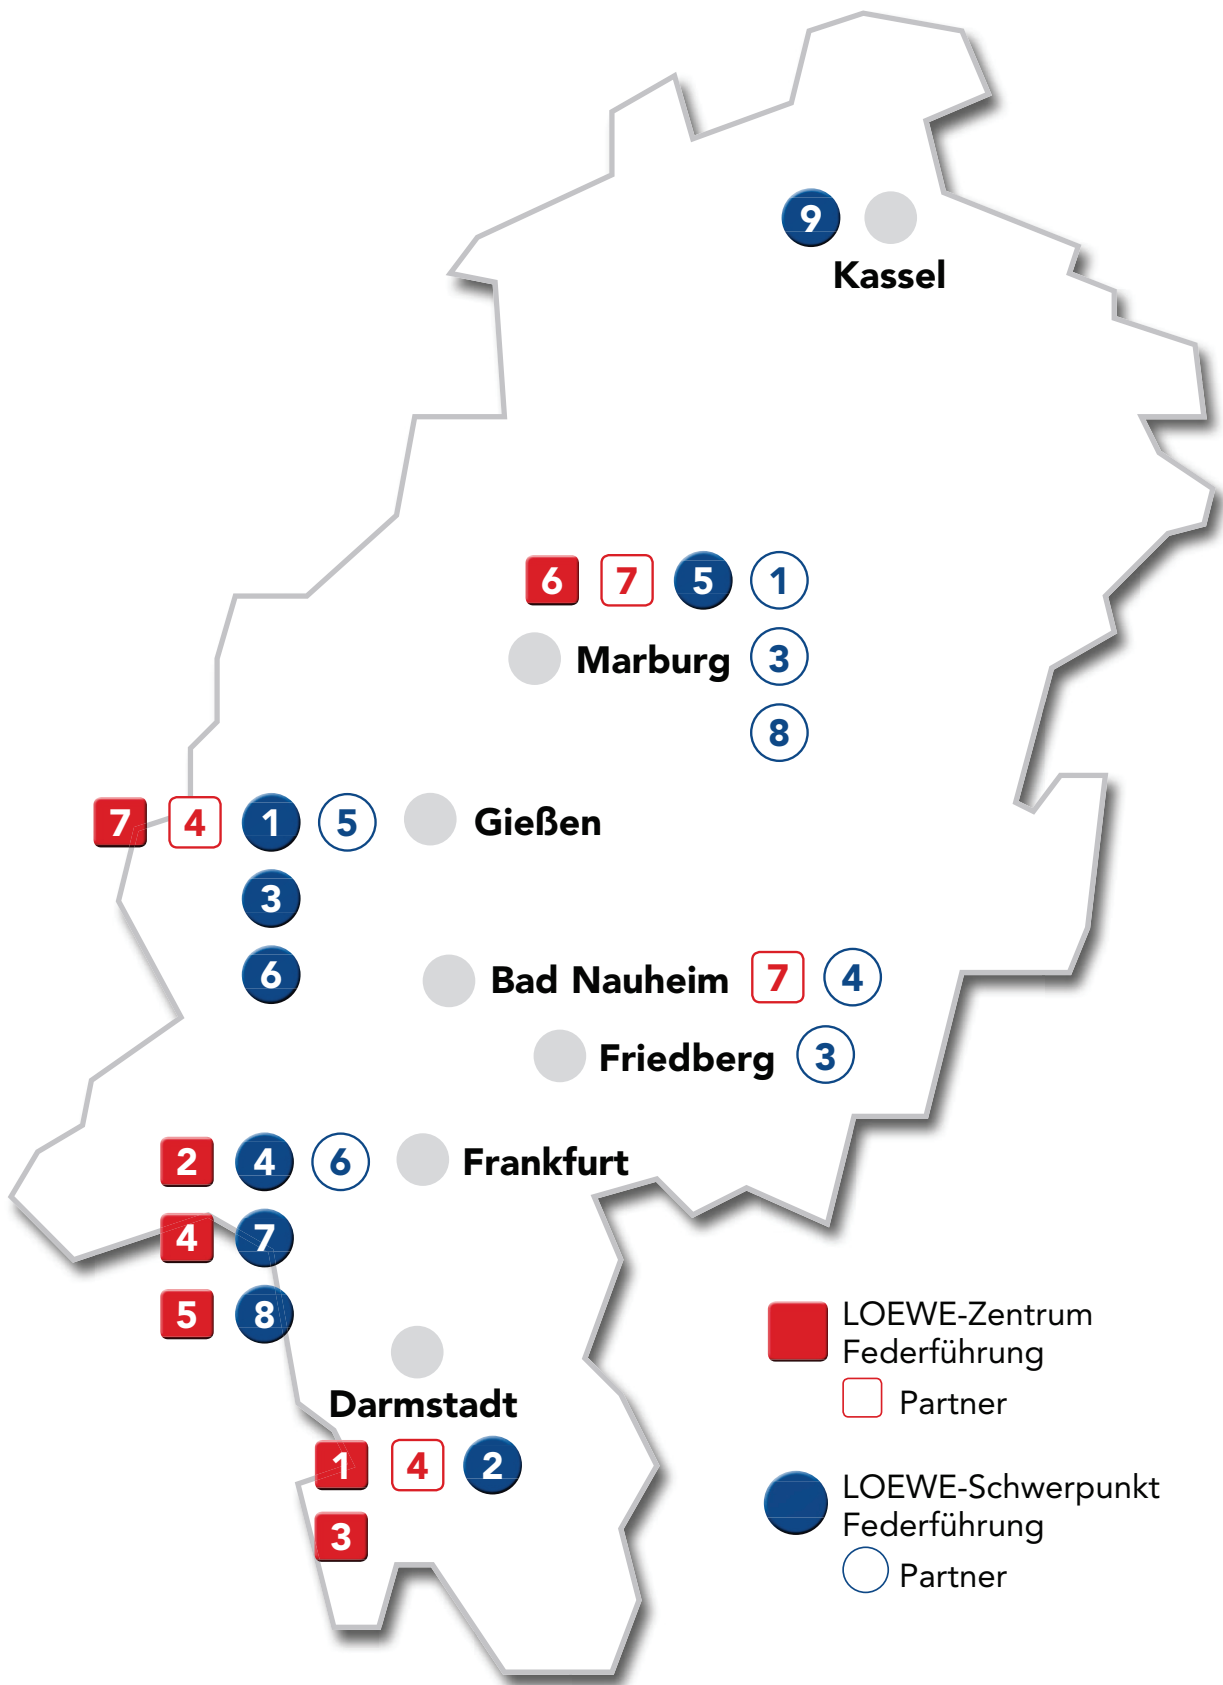 9
Kassel
6 7 5 1
Marburg 3
8
7 4 1 5 Gießen
3
6
Bad Nauheim 7 4
Friedberg 3
2 4 6 Frankfurt
4 7
5 8
Darmstadt
1 4 2
3
LOEWE-Zentrum
Federführung
Partner
LOEWE-Schwerpunkt
Federführung
Partner